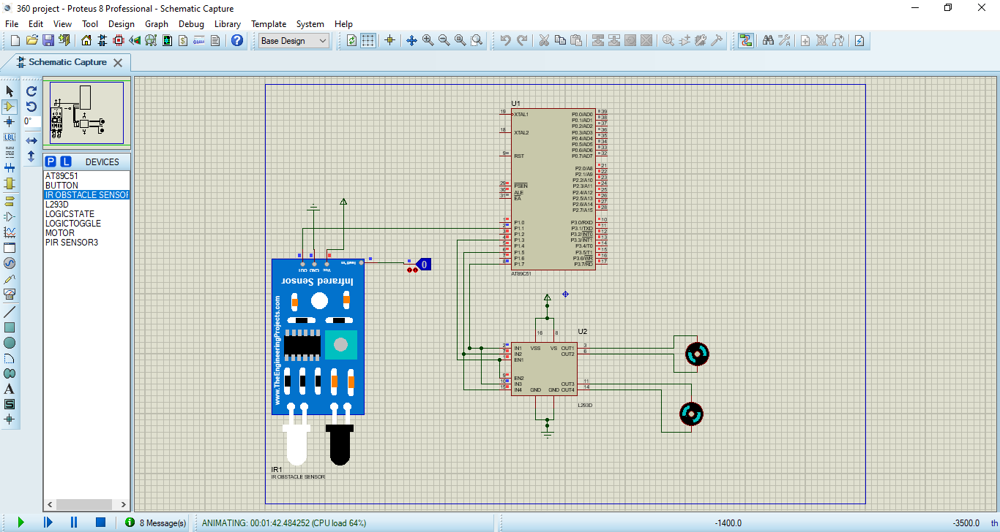 360 project - Proteus 8 Professional - Schematic Capture
File Edit View Tool Design Graph Debug Library Template System Help
Base Design
Schematic Capture
0°
LBL
P L DEVICES
AT89C51
BUTTON
IR OBSTACLE SENSOR
L293D
LOGICSTATE
LOGICTOGGLE
MOTOR
PIR SENSOR3
U1
19 XTAL1
18 XTAL2
9 RST
29 PSEN
30 ALE
31 EA
1 P1.0
2 P1.1
3 P1.2
4 P1.3
5 P1.4
6 P1.5
7 P1.6
8 P1.7
P0.0/AD0 39
P0.1/AD1 38
P0.2/AD2 37
P0.3/AD3 36
P0.4/AD4 35
P0.5/AD5 34
P0.6/AD6 33
P0.7/AD7 32
P2.0/A8 21
P2.1/A9 22
P2.2/A10 23
P2.3/A11 24
P2.4/A12 25
P2.5/A13 26
P2.6/A14 27
P2.7/A15 28
P3.0/RXD 10
P3.1/TXD 11
P3.2/INT0 12
P3.3/INT1 13
P3.4/T0 14
P3.5/T1 15
P3.6/WR 16
P3.7/RD 17
AT89C51
OUT GND Vcc TestPin
0
Infrared Sensor
www.TheEngineeringProjects.com
IR1
IR OBSTACLE SENSOR
U2
16 8
2 IN1 VSS VS OUT1 3
7 IN2 OUT2 6
1 EN1
9 EN2
10 IN3 OUT3 11
15 IN4 GND GND OUT4 14
L293D
8 Message(s) ANIMATING: 00:01:42.484252 (CPU load 64%) -1400.0 -3500.0 th